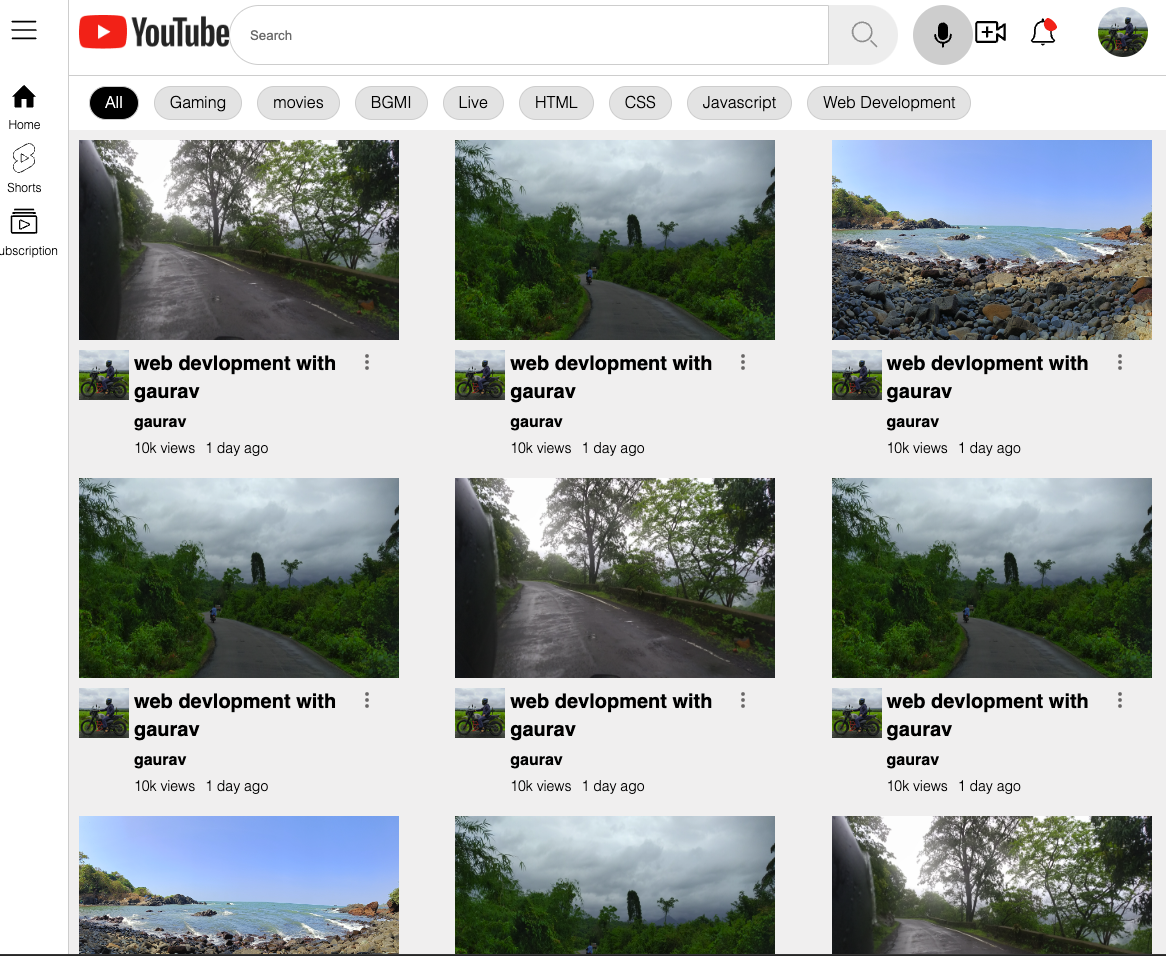 YouTube
Search
All Gaming movies BGMI Live HTML CSS Javascript Web Development
Home
Shorts
ubscription
web devlopment with
gaurav
gaurav
10k views 1 day ago
web devlopment with
gaurav
gaurav
10k views 1 day ago
web devlopment with
gaurav
gaurav
10k views 1 day ago
web devlopment with
gaurav
gaurav
10k views 1 day ago
web devlopment with
gaurav
gaurav
10k views 1 day ago
web devlopment with
gaurav
gaurav
10k views 1 day ago